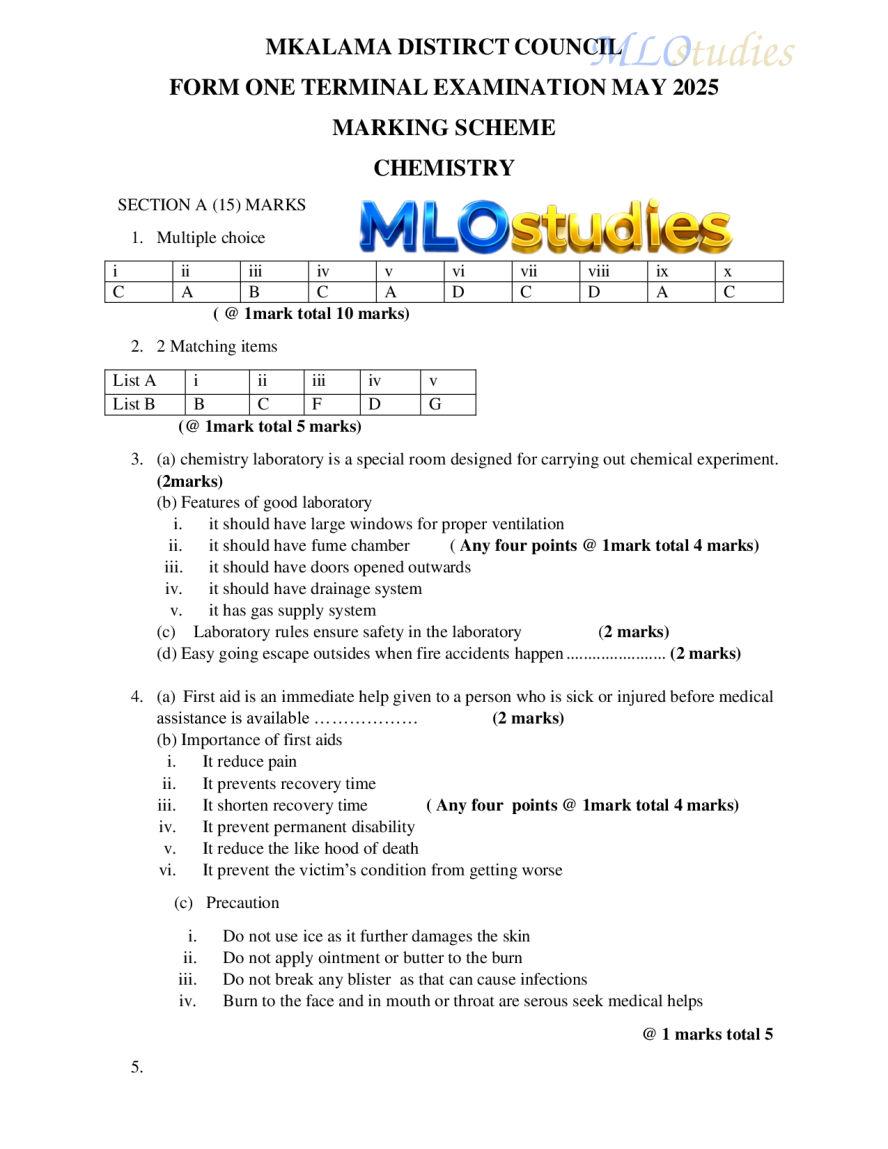 MKALAMA DISTIRCT COUNCIL
MLOstudies
FORM ONE TERMINAL EXAMINATION MAY 2025
MARKING SCHEME
CHEMISTRY
SECTION A (15) MARKS
MLOstudies
1. Multiple choice
i ii iii iv v vi vii viii ix x
C A B C A D C D A C
( @ 1mark total 10 marks)
2. 2 Matching items
List A i ii iii iv v
List B B C F D G
(@ 1mark total 5 marks)
3. (a) chemistry laboratory is a special room designed for carrying out chemical experiment.
(2marks)
(b) Features of good laboratory
i. it should have large windows for proper ventilation
ii. it should have fume chamber ( Any four points @ 1mark total 4 marks)
iii. it should have doors opened outwards
iv. it should have drainage system
v. it has gas supply system
(c) Laboratory rules ensure safety in the laboratory (2 marks)
(d) Easy going escape outsides when fire accidents happen ....................... (2 marks)
4. (a) First aid is an immediate help given to a person who is sick or injured before medical
assistance is available ……………… (2 marks)
(b) Importance of first aids
i. It reduce pain
ii. It prevents recovery time
iii. It shorten recovery time ( Any four points @ 1mark total 4 marks)
iv. It prevent permanent disability
v. It reduce the like hood of death
vi. It prevent the victim's condition from getting worse
(c) Precaution
i. Do not use ice as it further damages the skin
ii. Do not apply ointment or butter to the burn
iii. Do not break any blister as that can cause infections
iv. Burn to the face and in mouth or throat are serous seek medical helps
@ 1 marks total 5
5.